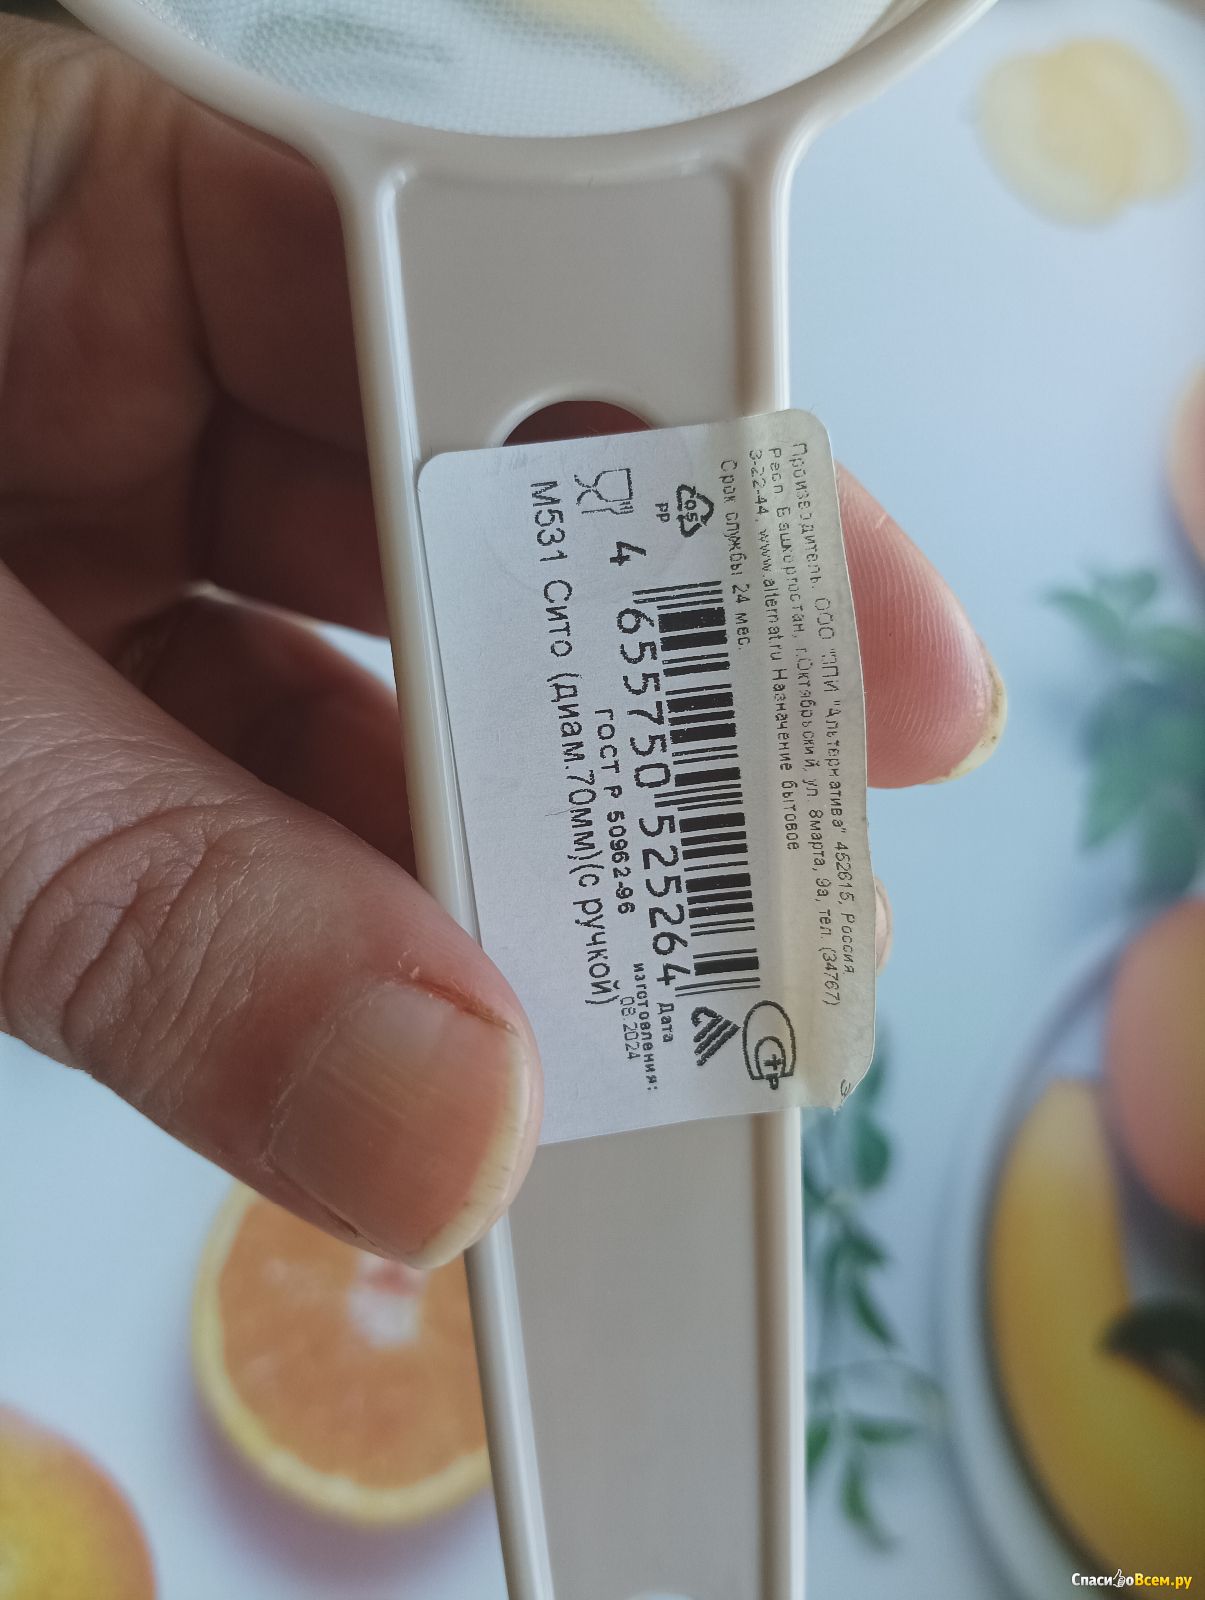 Производитель: ООО "ППИ "Альтернатива" 452615, Россия,
Респ. Башкортостан, г.Октябрьский, ул. 8марта, 9а, тел. (34767)
3-22-44, www.alternat.ru Назначение бытовое
Срок службы 24 мес.
05
PP
4 655750 525264
Дата
изготовления:
08.2024
ГОСТ Р 50962-96
М531 Сито (диам.70мм)(с ручкой)
СпасибоВсем.ру